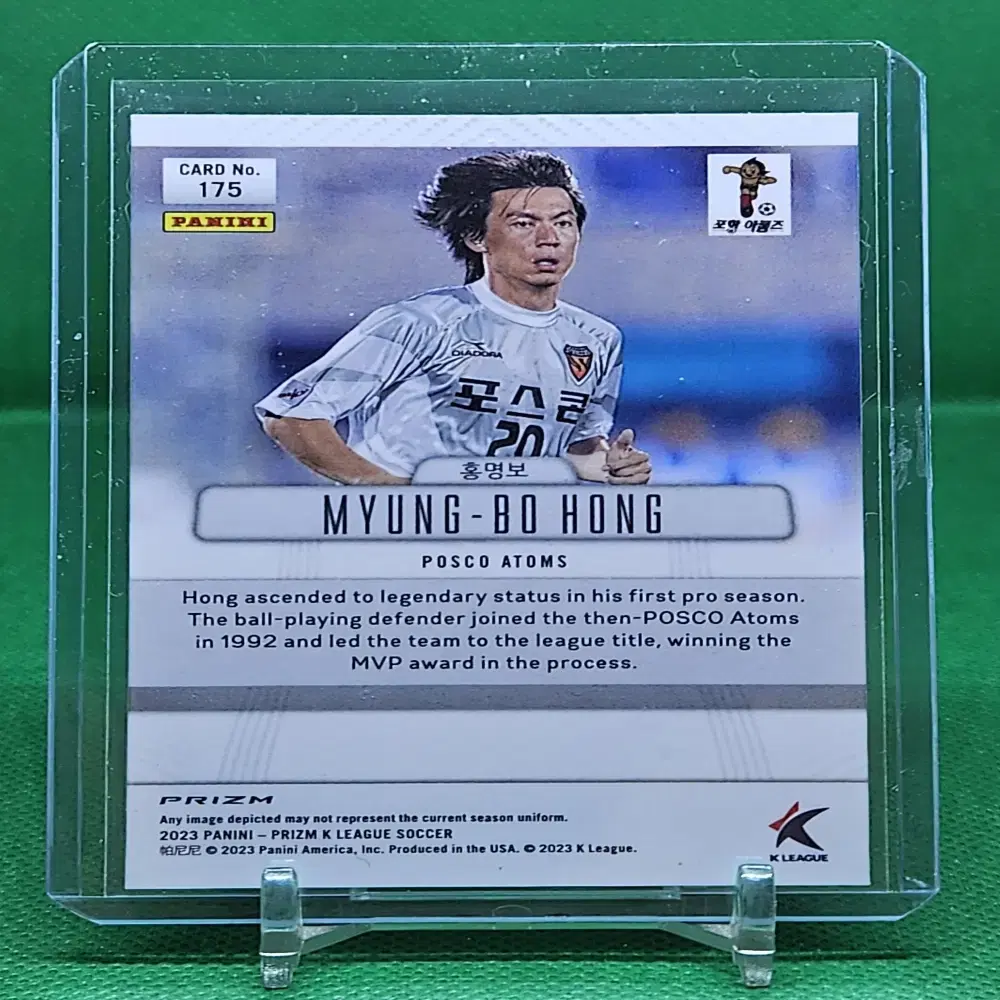 CARD No.
175
PANINI
포항 아톰즈
DIADORA
포스콘
20
홍명보
MYUNG-BO HONG
POSCO ATOMS
Hong ascended to legendary status in his first pro season.
The ball-playing defender joined the then-POSCO Atoms
in 1992 and led the team to the league title, winning the
MVP award in the process.
PRIZM
Any image depicted may not represent the current season uniform.
2023 PANINI – PRIZM K LEAGUE SOCCER
帕尼尼 © 2023 Panini America, Inc. Produced in the USA. © 2023 K League.
K LEAGUE